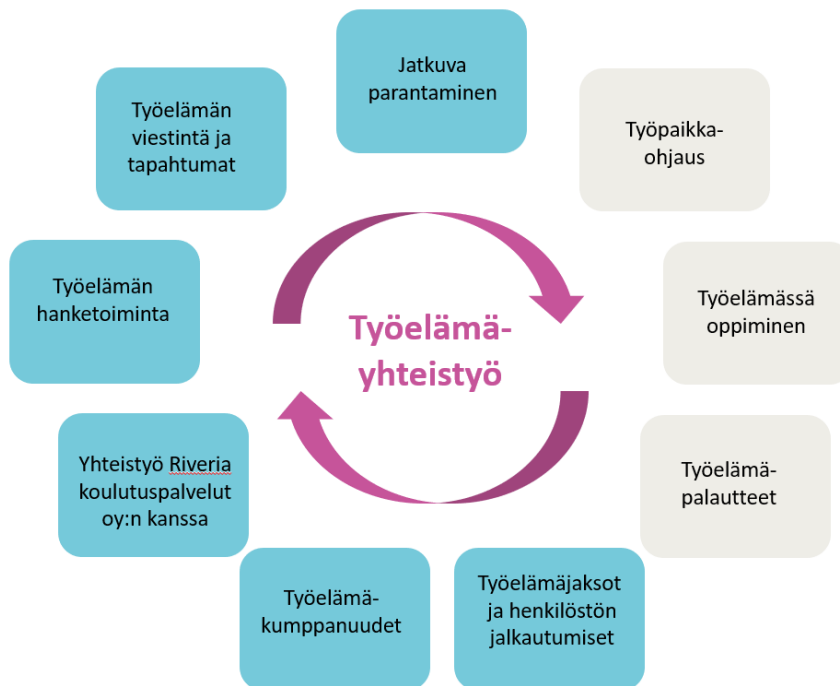 Jatkuva
parantaminen
Työpaikka-
ohjaus
Työelämässä
oppiminen
Työelämä-
palautteet
Työelämäjaksot
ja henkilöstön
jalkautumiset
Työelämä-
kumppanuudet
Yhteistyö Riveria
koulutuspalvelut
oy:n kanssa
Työelämän
hanketoiminta
Työelämän
viestintä ja
tapahtumat
Työelämä-
yhteistyö